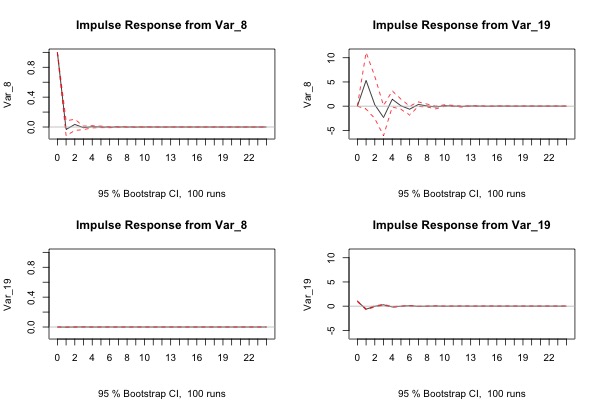 Impulse Response from Var_8
Var_8
0.0 0.4 0.8
0 2 4 6 8 10 13 16 19 22
95 % Bootstrap CI, 100 runs
Impulse Response from Var_19
Var_8
-5 0 5 10
0 2 4 6 8 10 13 16 19 22
95 % Bootstrap CI, 100 runs
Impulse Response from Var_8
Var_19
0.0 0.4 0.8
0 2 4 6 8 10 13 16 19 22
95 % Bootstrap CI, 100 runs
Impulse Response from Var_19
Var_19
-5 0 5 10
0 2 4 6 8 10 13 16 19 22
95 % Bootstrap CI, 100 runs